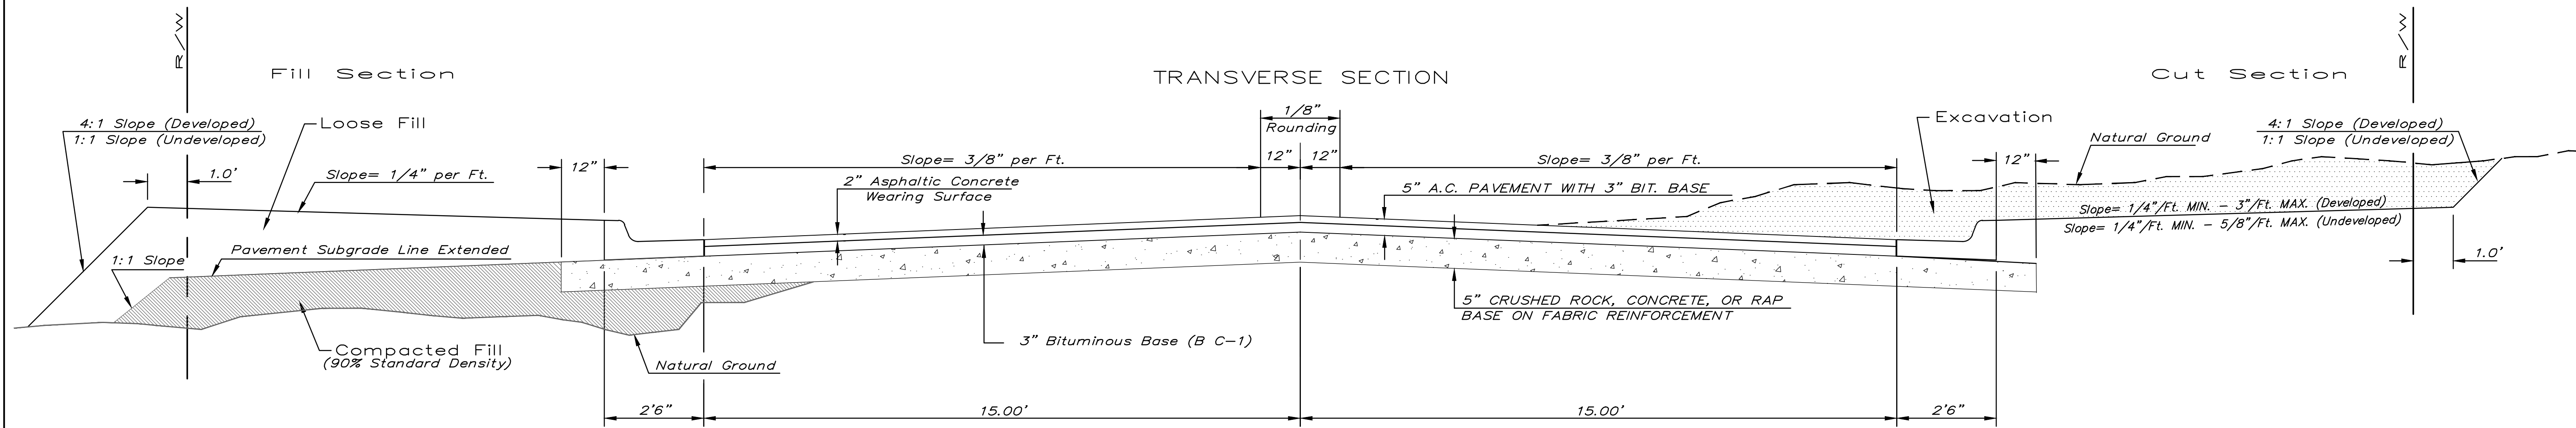 R/W
R/W
Fill Section
TRANSVERSE SECTION
Cut Section
1/8"
Rounding
4:1 Slope (Developed)
1:1 Slope (Undeveloped)
Loose Fill
Excavation
Natural Ground
4:1 Slope (Developed)
1:1 Slope (Undeveloped)
1.0'
Slope= 1/4" per Ft.
12"
Slope= 3/8" per Ft.
12"
12"
Slope= 3/8" per Ft.
12"
2" Asphaltic Concrete
Wearing Surface
5" A.C. PAVEMENT WITH 3" BIT. BASE
Slope= 1/4"/Ft. MIN. - 3"/Ft. MAX. (Developed)
Slope= 1/4"/Ft. MIN. - 5/8"/Ft. MAX. (Undeveloped)
Pavement Subgrade Line Extended
1:1 Slope
1.0'
5" CRUSHED ROCK, CONCRETE, OR RAP
BASE ON FABRIC REINFORCEMENT
3" Bituminous Base (B C-1)
Compacted Fill
(90% Standard Density)
Natural Ground
2'6"
15.00'
15.00'
2'6"